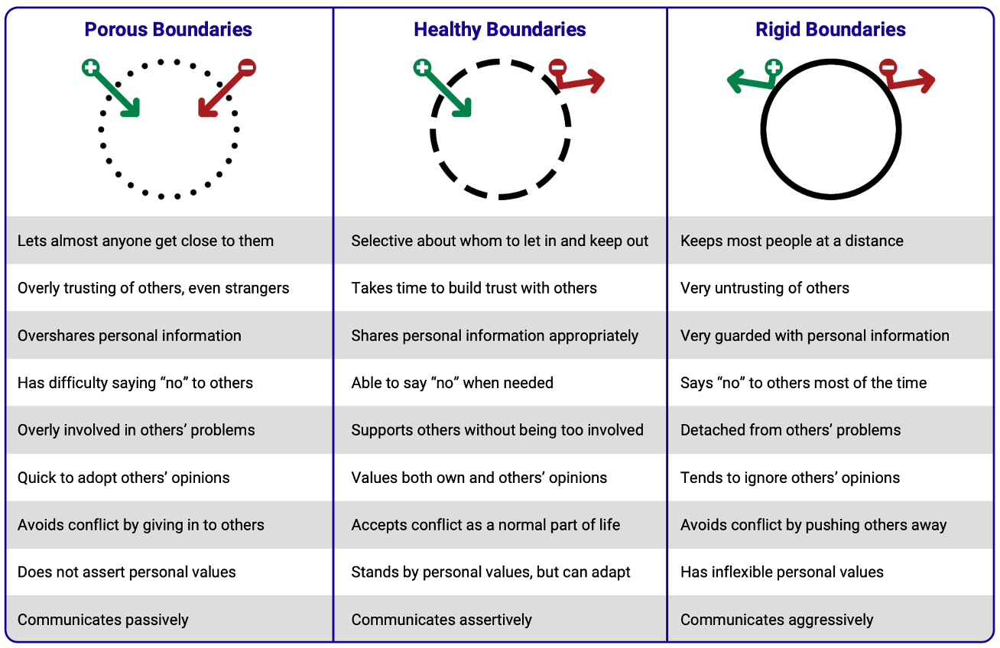 Porous Boundaries
Healthy Boundaries
Rigid Boundaries
Lets almost anyone get close to them
Selective about whom to let in and keep out
Keeps most people at a distance
Overly trusting of others, even strangers
Takes time to build trust with others
Very untrusting of others
Overshares personal information
Shares personal information appropriately
Very guarded with personal information
Has difficulty saying “no” to others
Able to say “no” when needed
Says “no” to others most of the time
Overly involved in others’ problems
Supports others without being too involved
Detached from others’ problems
Quick to adopt others’ opinions
Values both own and others’ opinions
Tends to ignore others’ opinions
Avoids conflict by giving in to others
Accepts conflict as a normal part of life
Avoids conflict by pushing others away
Does not assert personal values
Stands by personal values, but can adapt
Has inflexible personal values
Communicates passively
Communicates assertively
Communicates aggressively